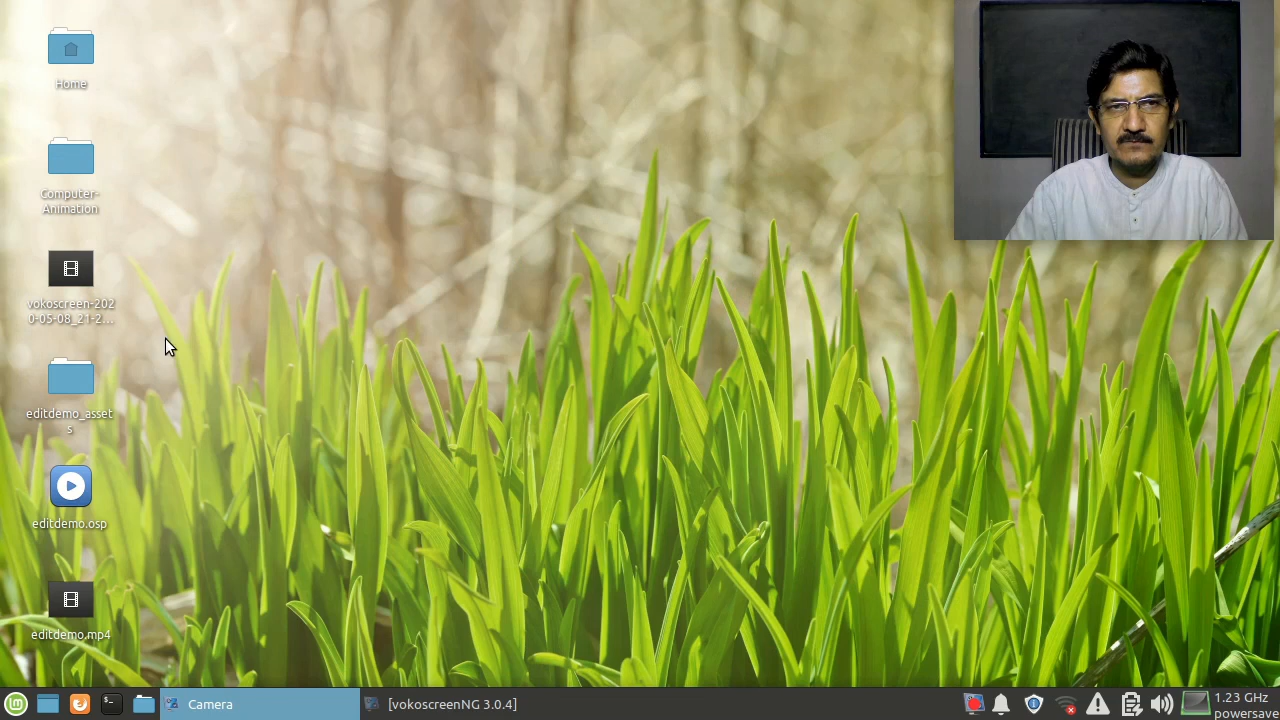 Home
Computer-
Animation
vokoscreen-202
0-05-08_21-2...
editdemo_asset
s
editdemo.osp
editdemo.mp4
Camera
[vokoscreenNG 3.0.4]
1.23 GHz
powersave